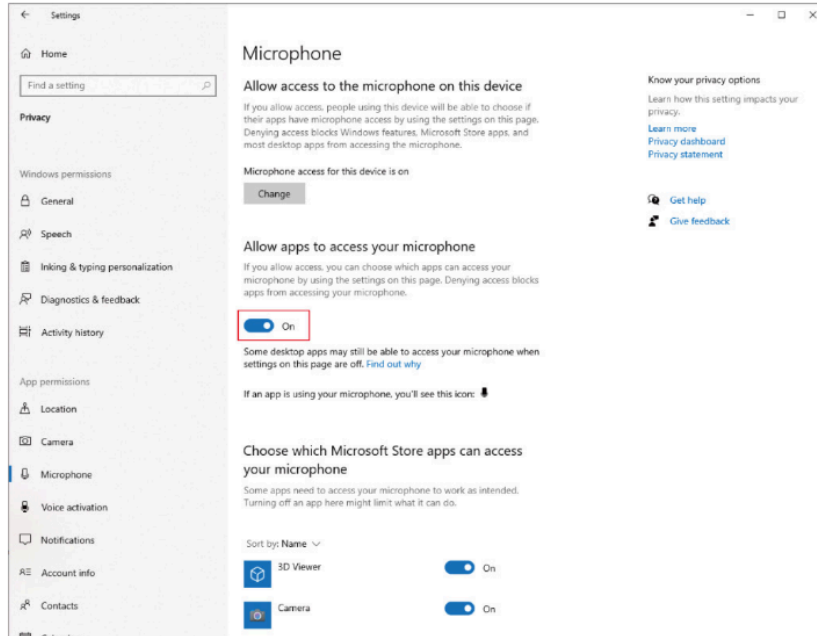 Settings
Home
Find a setting
Privacy
Windows permissions
General
Speech
Inking & typing personalization
Diagnostics & feedback
Activity history
App permissions
Location
Camera
Microphone
Voice activation
Notifications
Account info
Contacts
Microphone
Allow access to the microphone on this device
If you allow access, people using this device will be able to choose if
their apps have microphone access by using the settings on this page.
Denying access blocks Windows features, Microsoft Store apps, and
most desktop apps from accessing the microphone.
Microphone access for this device is on
Change
Allow apps to access your microphone
If you allow access, you can choose which apps can access your
microphone by using the settings on this page. Denying access blocks
apps from accessing your microphone.
On
Some desktop apps may still be able to access your microphone when
settings on this page are off. Find out why
If an app is using your microphone, you'll see this icon:
Choose which Microsoft Store apps can access
your microphone
Some apps need to access your microphone to work as intended.
Turning off an app here might limit what it can do.
Sort by: Name
3D Viewer On
Camera On
Know your privacy options
Learn how this setting impacts your
privacy.
Learn more
Privacy dashboard
Privacy statement
Get help
Give feedback